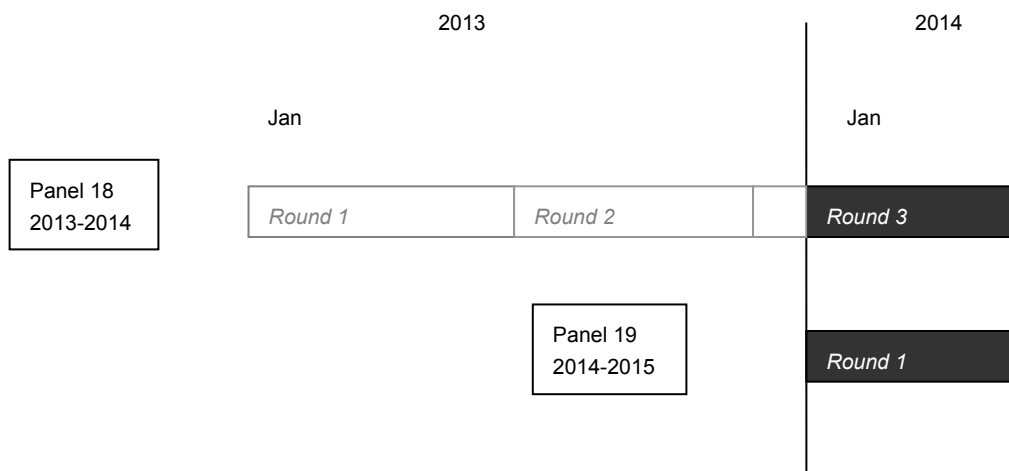 2013
2014
Jan
Jan
Panel 18
2013-2014
Round 1
Round 2
Round 3
Panel 19
2014-2015
Round 1